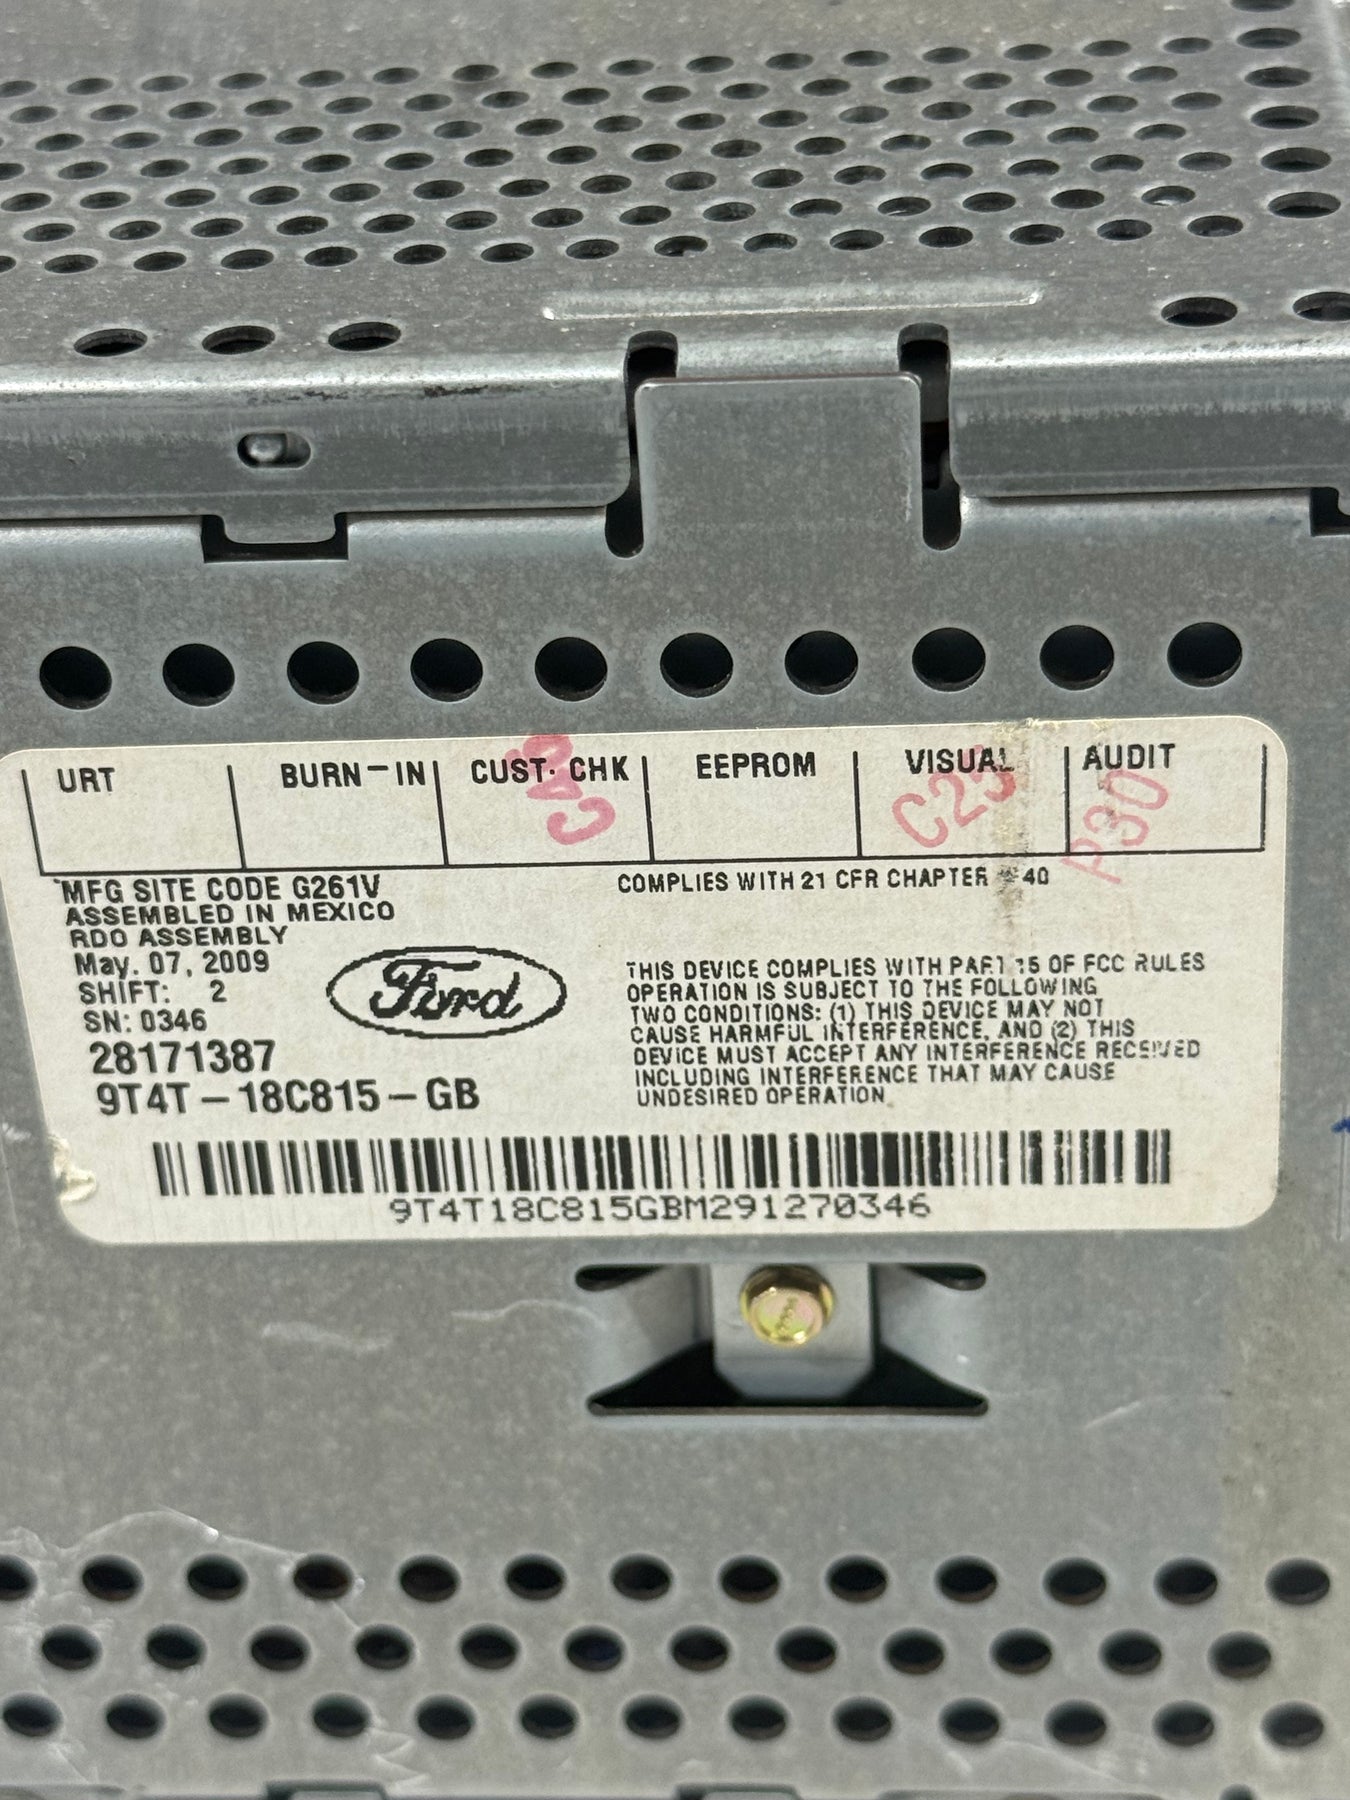 URT BURN-IN CUST. CHK EEPROM VISUAL AUDIT
C23 P30
MFG SITE CODE G261V
ASSEMBLED IN MEXICO
RDO ASSEMBLY
May. 07, 2009
SHIFT: 2
SN: 0346
28171387
9T4T-18C815-GB
Ford
COMPLIES WITH 21 CFR CHAPTER 40
THIS DEVICE COMPLIES WITH PART 15 OF FCC RULES
OPERATION IS SUBJECT TO THE FOLLOWING
TWO CONDITIONS: (1) THIS DEVICE MAY NOT
CAUSE HARMFUL INTERFERENCE, AND (2) THIS
DEVICE MUST ACCEPT ANY INTERFERENCE RECEIVED
INCLUDING INTERFERENCE THAT MAY CAUSE
UNDESIRED OPERATION
9T4T18C815GBM291270346